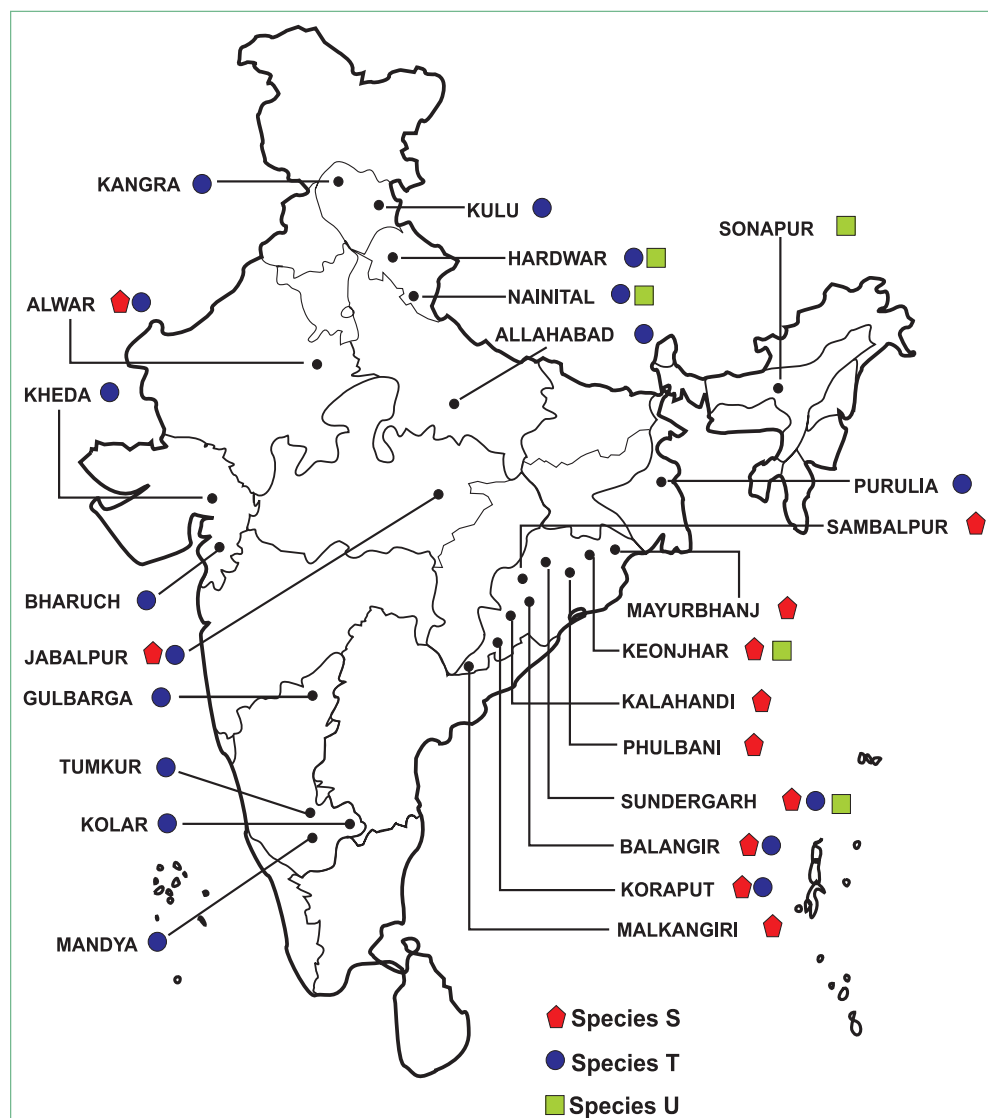 KANGRA
KULU
SONAPUR
HARDWAR
NAINITAL
ALWAR
ALLAHABAD
KHEDA
PURULIA
SAMBALPUR
BHARUCH
MAYURBHANJ
JABALPUR
KEONJHAR
GULBARGA
KALAHANDI
PHULBANI
TUMKUR
SUNDERGARH
KOLAR
BALANGIR
KORAPUT
MALKANGIRI
MANDYA
Species S
Species T
Species U